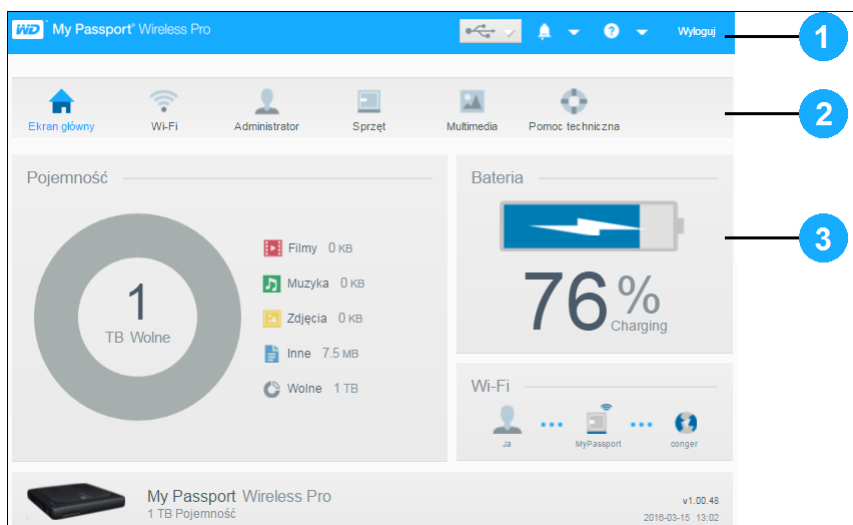 WD My Passport® Wireless Pro
Wyloguj
1
Ekran główny Wi-Fi Administrator Sprzęt Multimedia Pomoc techniczna
2
Pojemność
1
TB Wolne
Filmy 0 KB
Muzyka 0 KB
Zdjęcia 0 KB
Inne 7.5 MB
Wolne 1 TB
Bateria
76%
Charging
3
Wi-Fi
Ja MyPassport conger
My Passport Wireless Pro
1 TB Pojemność
v1.00.48
2016-03-15 13:02